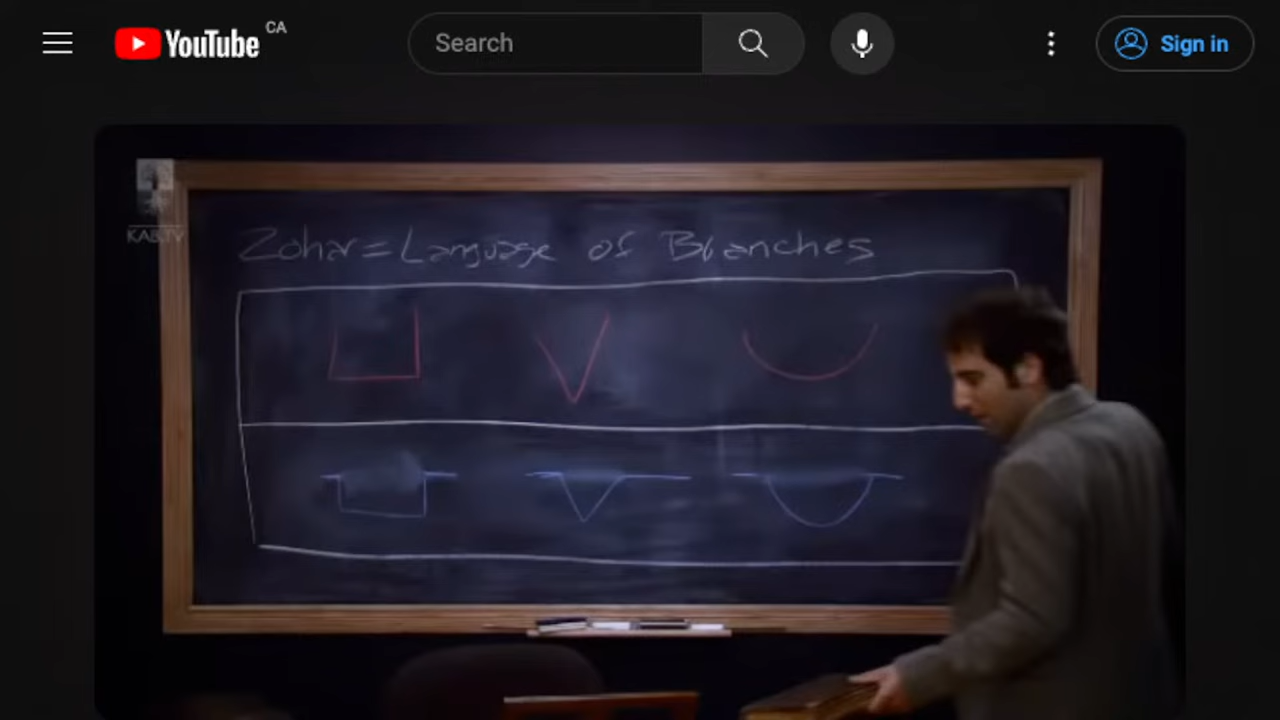 YouTube CA
Search
Sign in
KAB.TV
Zohar = Language of Branches